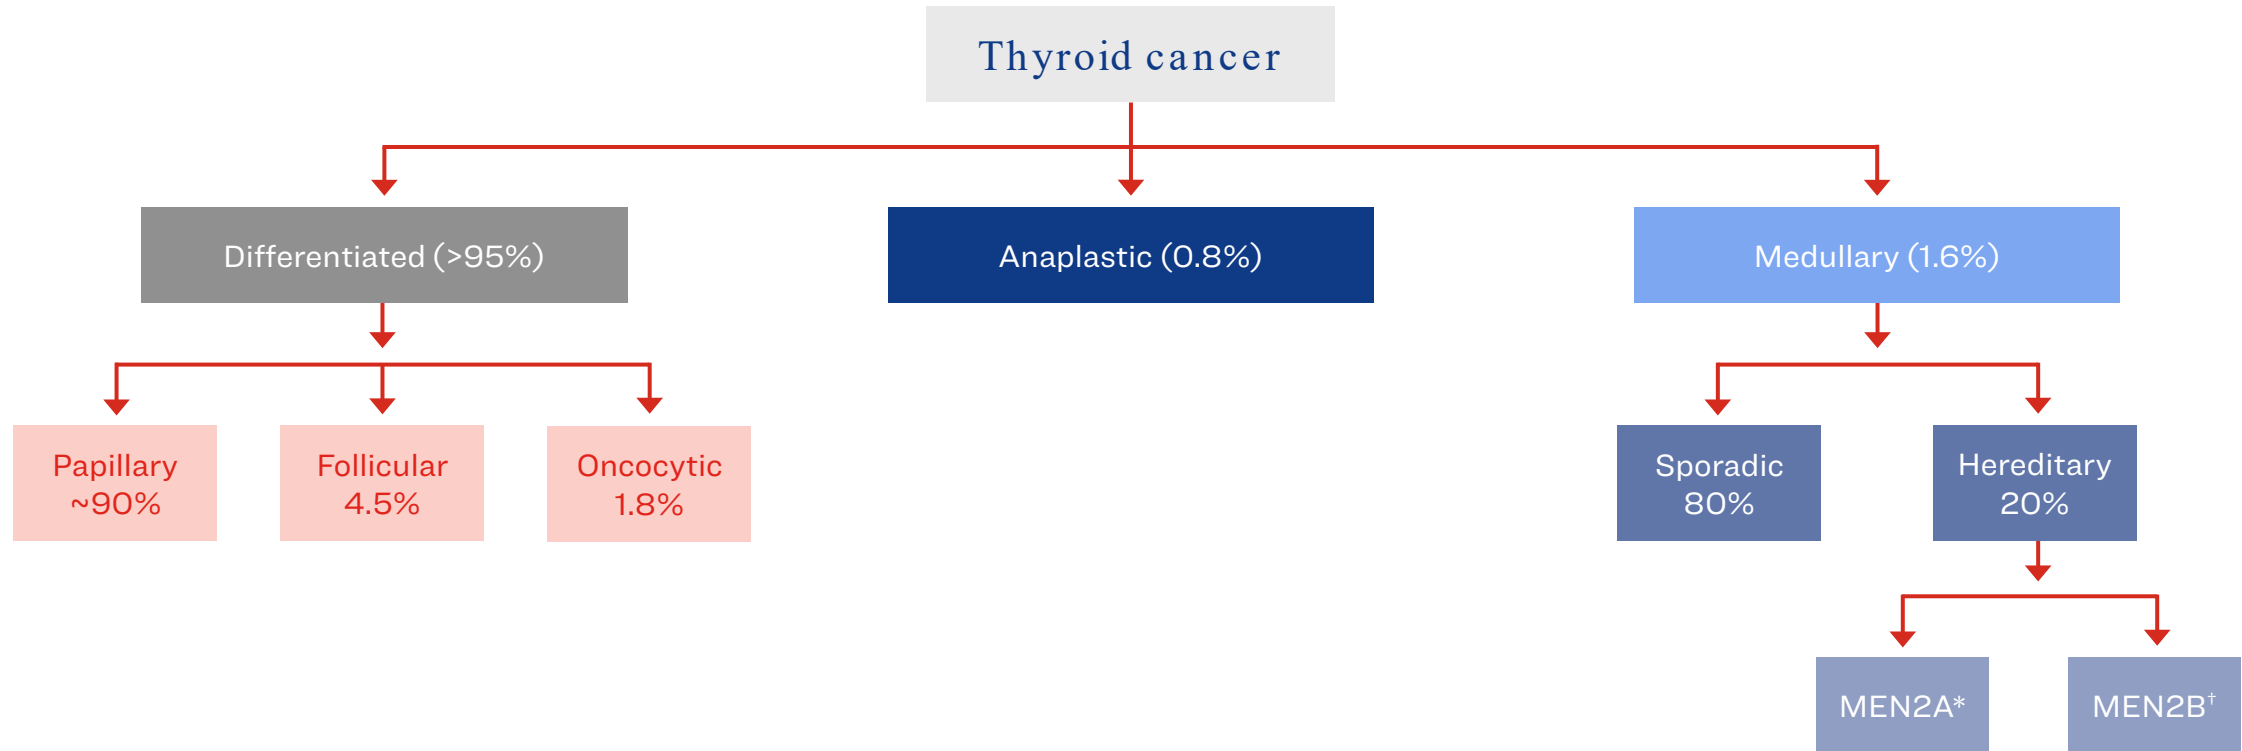 Thyroid cancer
Differentiated (>95%)
Anaplastic (0.8%)
Medullary (1.6%)
Papillary
~90%
Follicular
4.5%
Oncocytic
1.8%
Sporadic
80%
Hereditary
20%
MEN2A*
MEN2B†